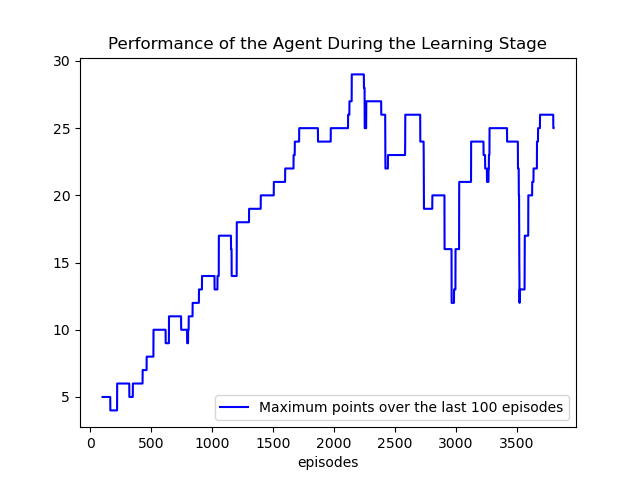 Performance of the Agent During the Learning Stage
30
25
20
15
10
5
Maximum points over the last 100 episodes
0 500 1000 1500 2000 2500 3000 3500
episodes